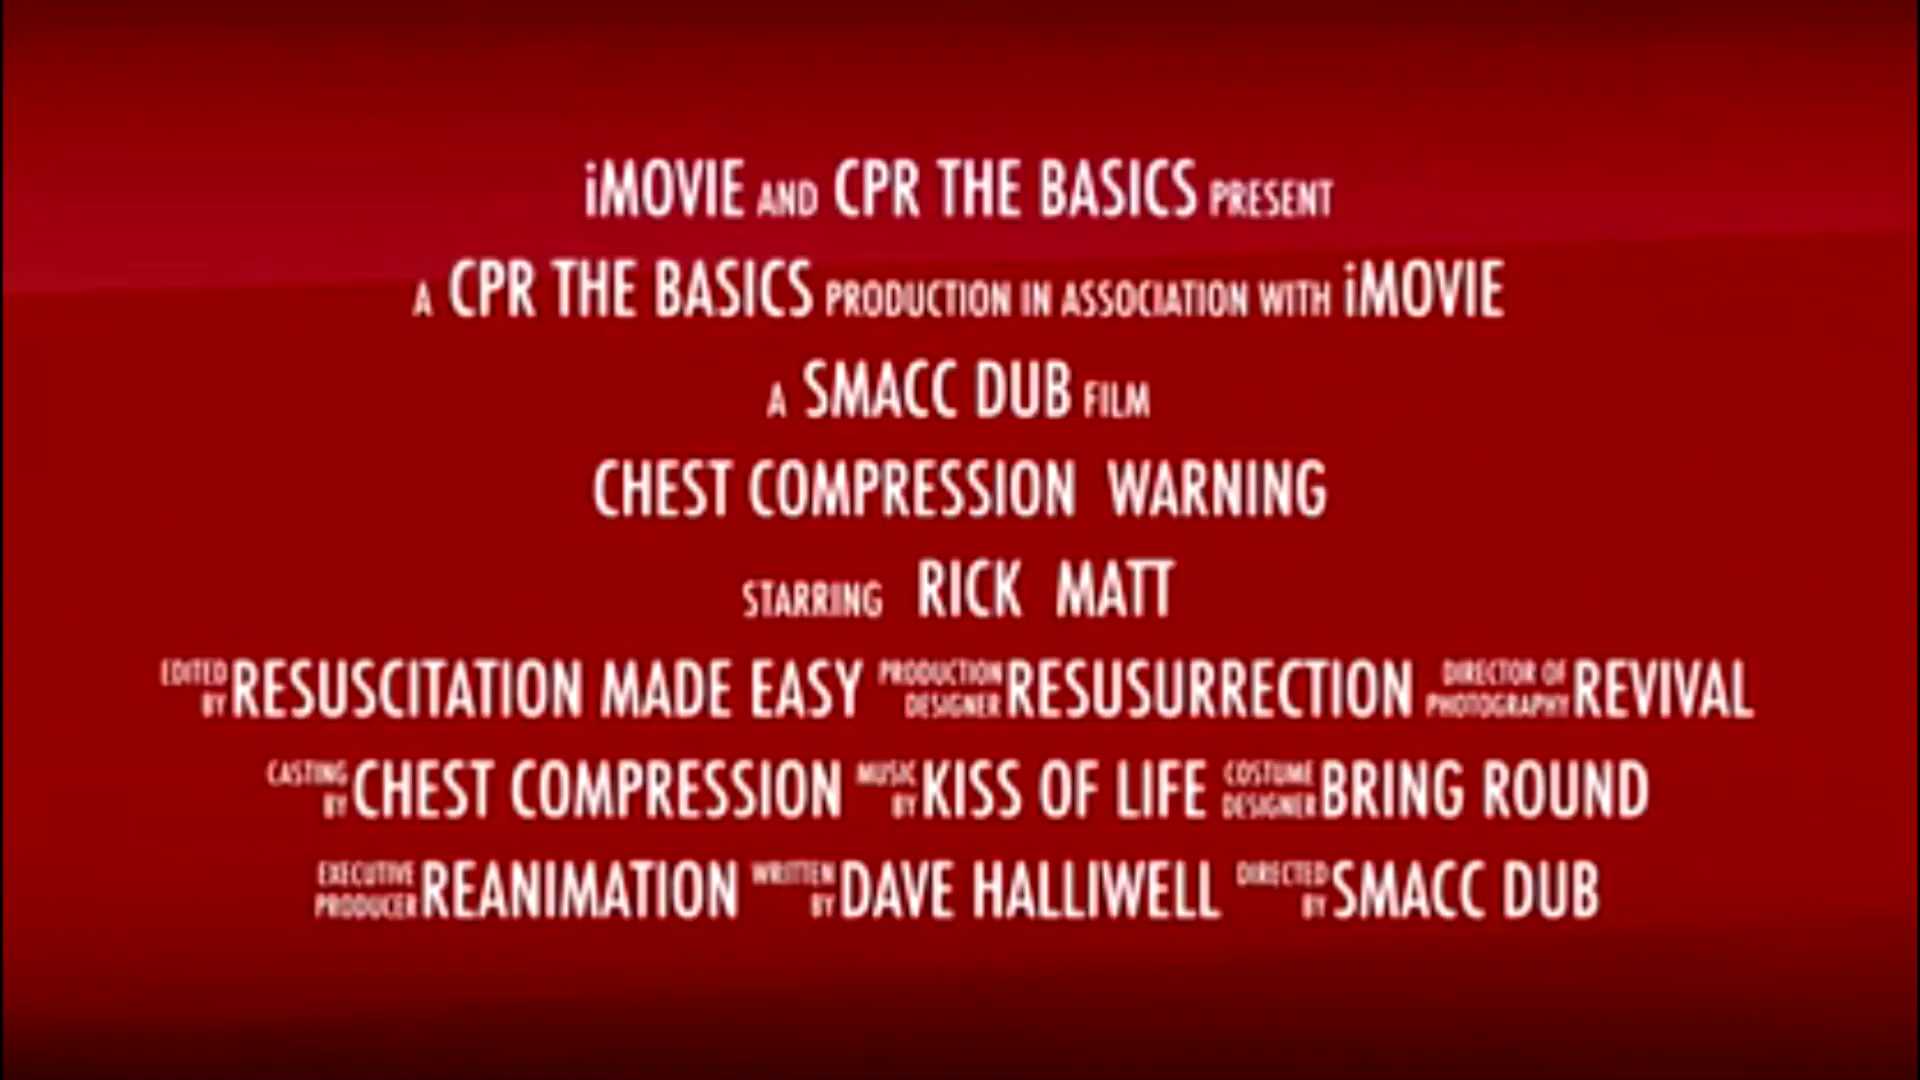 iMOVIE AND CPR THE BASICS PRESENT
A CPR THE BASICS PRODUCTION IN ASSOCIATION WITH iMOVIE
A SMACC DUB FILM
CHEST COMPRESSION WARNING
STARRING RICK MATT
EDITED BY RESUSCITATION MADE EASY PRODUCTION DESIGNER RESUSURRECTION DIRECTOR OF PHOTOGRAPHY REVIVAL
CASTING BY CHEST COMPRESSION MUSIC BY KISS OF LIFE COSTUME DESIGNER BRING ROUND
EXECUTIVE PRODUCER REANIMATION WRITTEN BY DAVE HALLIWELL DIRECTED BY SMACC DUB